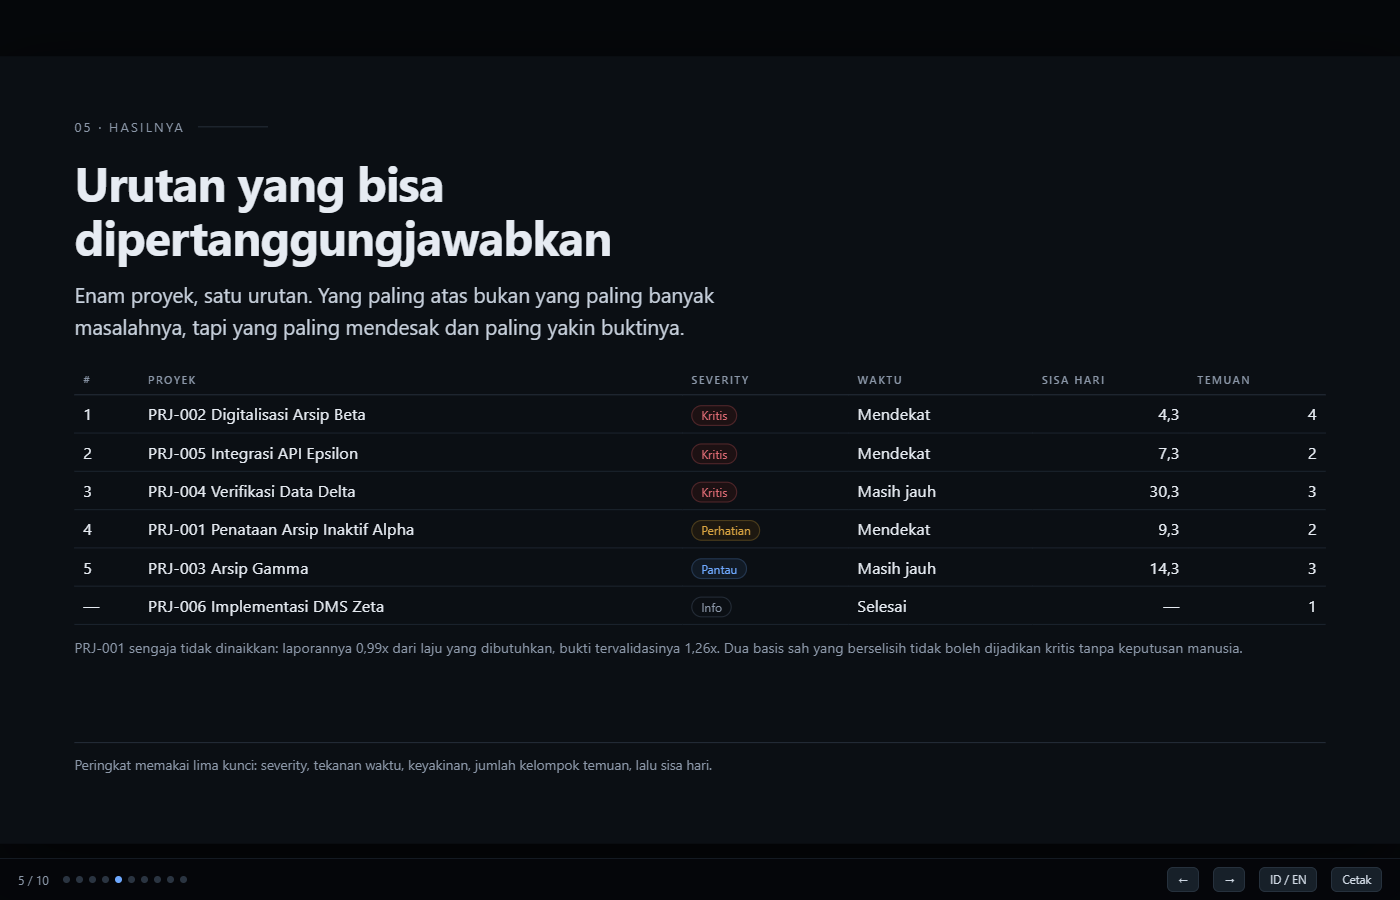 05 · HASILNYA
Urutan yang bisa
dipertanggungjawabkan
Enam proyek, satu urutan. Yang paling atas bukan yang paling banyak
masalahnya, tapi yang paling mendesak dan paling yakin buktinya.
# PROYEK SEVERITY WAKTU SISA HARI TEMUAN
1 PRJ-002 Digitalisasi Arsip Beta Kritis Mendekat 4,3 4
2 PRJ-005 Integrasi API Epsilon Kritis Mendekat 7,3 2
3 PRJ-004 Verifikasi Data Delta Kritis Masih jauh 30,3 3
4 PRJ-001 Penataan Arsip Inaktif Alpha Perhatian Mendekat 9,3 2
5 PRJ-003 Arsip Gamma Pantau Masih jauh 14,3 3
— PRJ-006 Implementasi DMS Zeta Info Selesai — 1
PRJ-001 sengaja tidak dinaikkan: laporannya 0,99x dari laju yang dibutuhkan, bukti tervalidasinya 1,26x. Dua basis sah yang berselisih tidak boleh dijadikan kritis tanpa keputusan manusia.
Peringkat memakai lima kunci: severity, tekanan waktu, keyakinan, jumlah kelompok temuan, lalu sisa hari.
5 / 10 ← → ID / EN Cetak